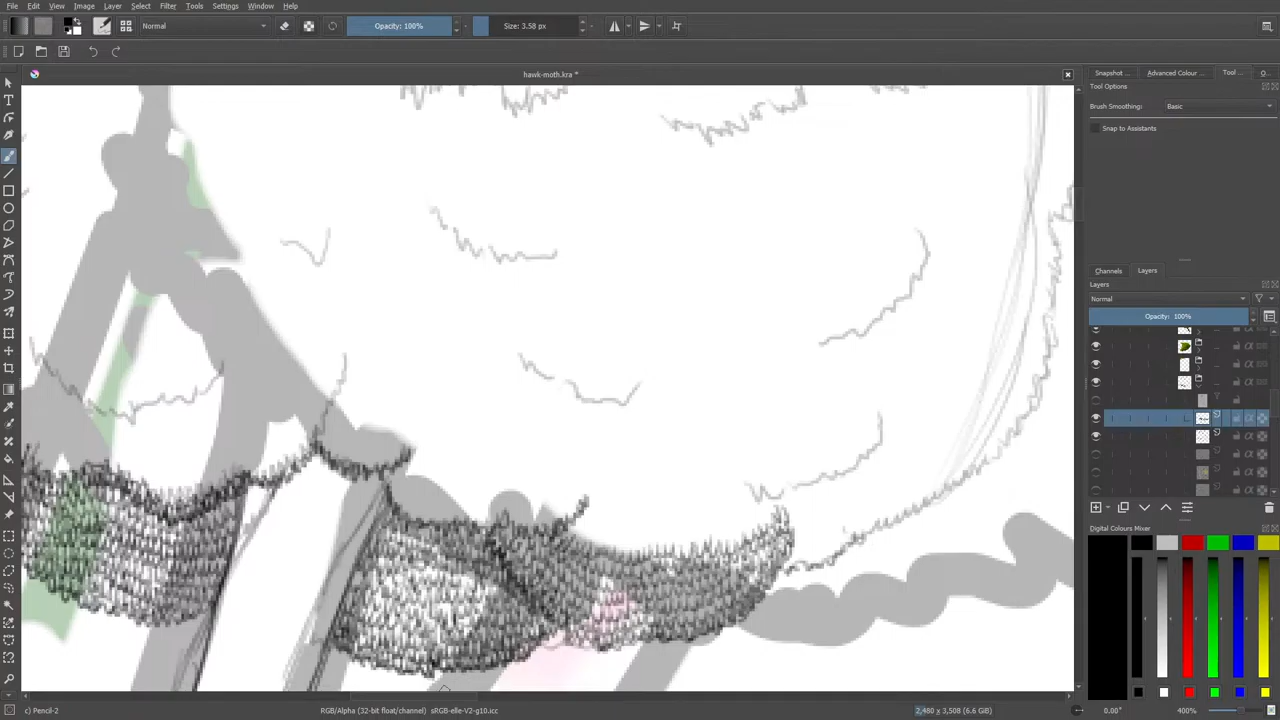 File Edit View Image Layer Select Filter Tools Settings Window Help
Normal Opacity: 100% Size: 3.58 px
hawk-moth.kra *
Snapshot ... Advanced Colour ... Tool ... O...
Tool Options
Brush Smoothing: Basic
Snap to Assistants
Channels Layers
Layers
Normal
Opacity: 100%
Digital Colours Mixer
c) Pencil-2 RGB/Alpha (32-bit float/channel) sRGB-elle-V2-g10.icc 2,480 x 3,508 (6.6 GiB) 0.00° 400%